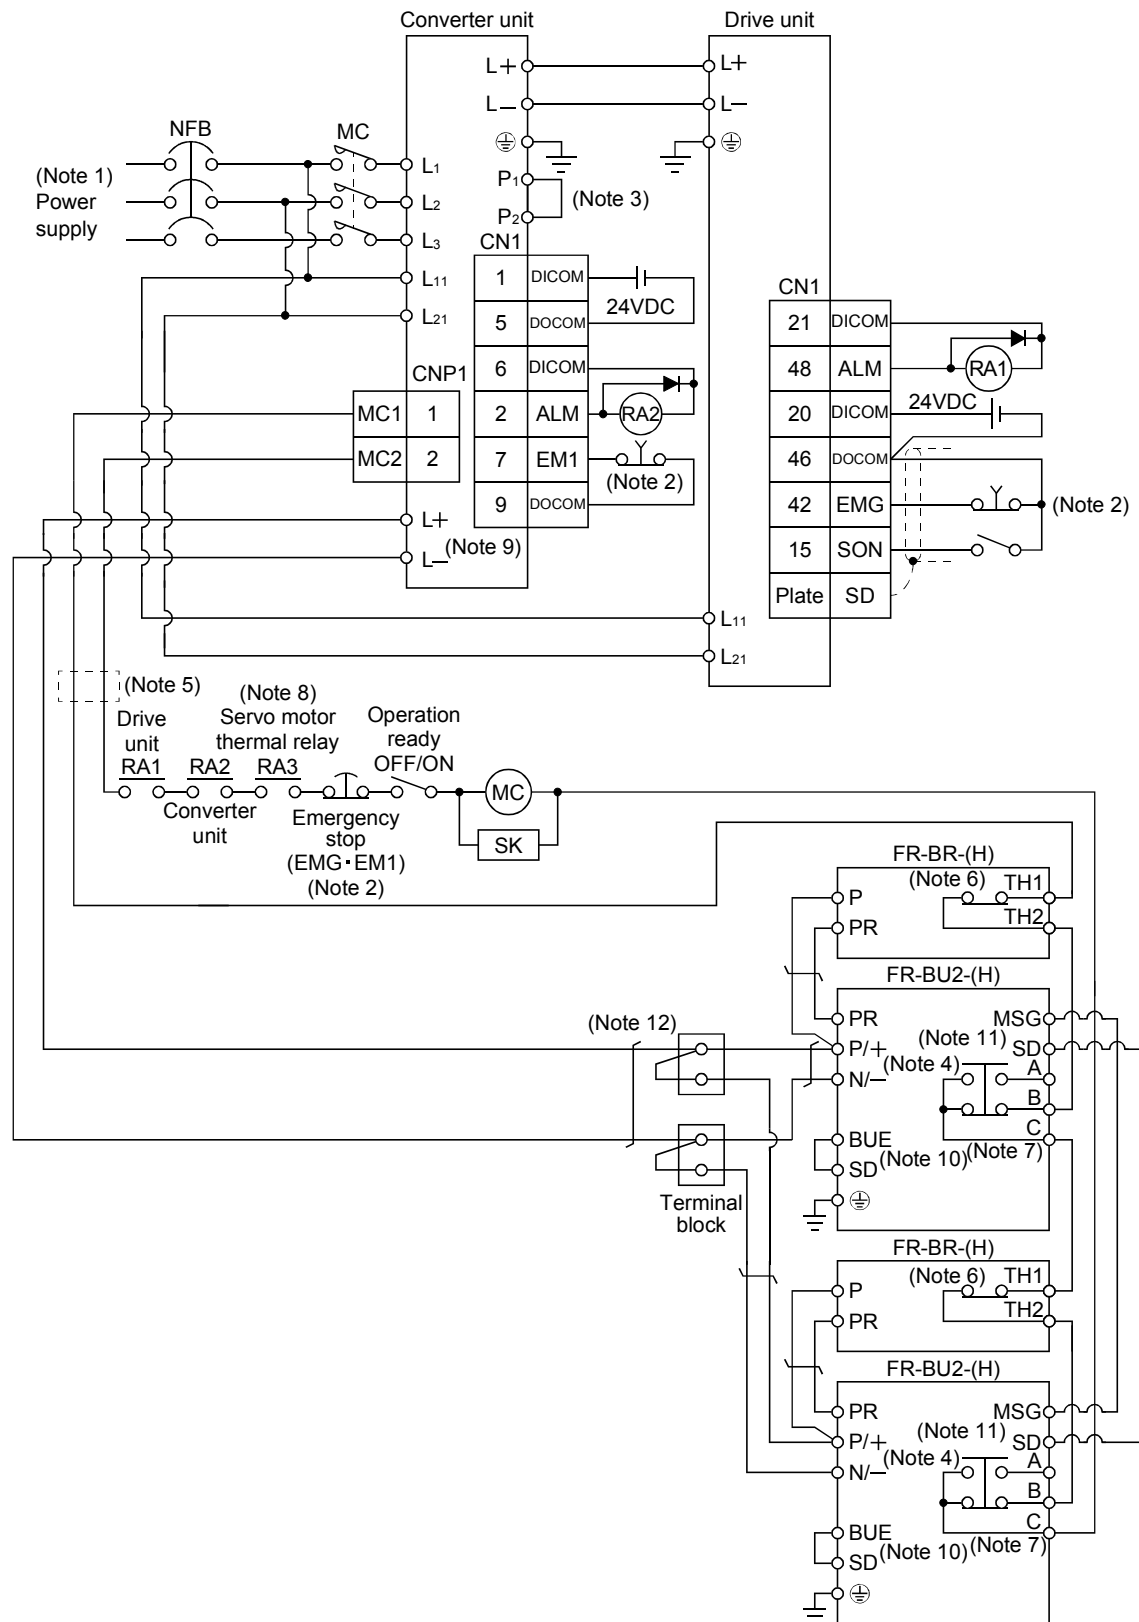 Converter unit
Drive unit
L+
L+
L−
L−
NFB
MC
(Note 1)
Power
supply
L1
L2
L3
L11
L21
P1
P2
(Note 3)
CN1
1 DICOM
24VDC
5 DOCOM
6 DICOM
2 ALM
RA2
7 EM1
(Note 2)
9 DOCOM
CNP1
MC1 1
MC2 2
L+
(Note 9)
L−
CN1
21 DICOM
48 ALM
RA1
20 DICOM
24VDC
46 DOCOM
42 EMG
(Note 2)
15 SON
Plate SD
L11
L21
(Note 5)
Drive
unit
RA1
RA2
Converter
unit
(Note 8)
Servo motor
thermal relay
RA3
Emergency
stop
(EMG·EM1)
(Note 2)
Operation
ready
OFF/ON
MC
SK
FR-BR-(H)
(Note 6)
P
PR
TH1
TH2
FR-BU2-(H)
PR
MSG
(Note 11)
SD
P/+
(Note 4)
A
N/−
B
C
BUE
(Note 10)
(Note 7)
SD
(Note 12)
Terminal
block
FR-BR-(H)
(Note 6)
P
PR
TH1
TH2
FR-BU2-(H)
PR
MSG
(Note 11)
SD
P/+
(Note 4)
A
N/−
B
C
BUE
(Note 10)
(Note 7)
SD